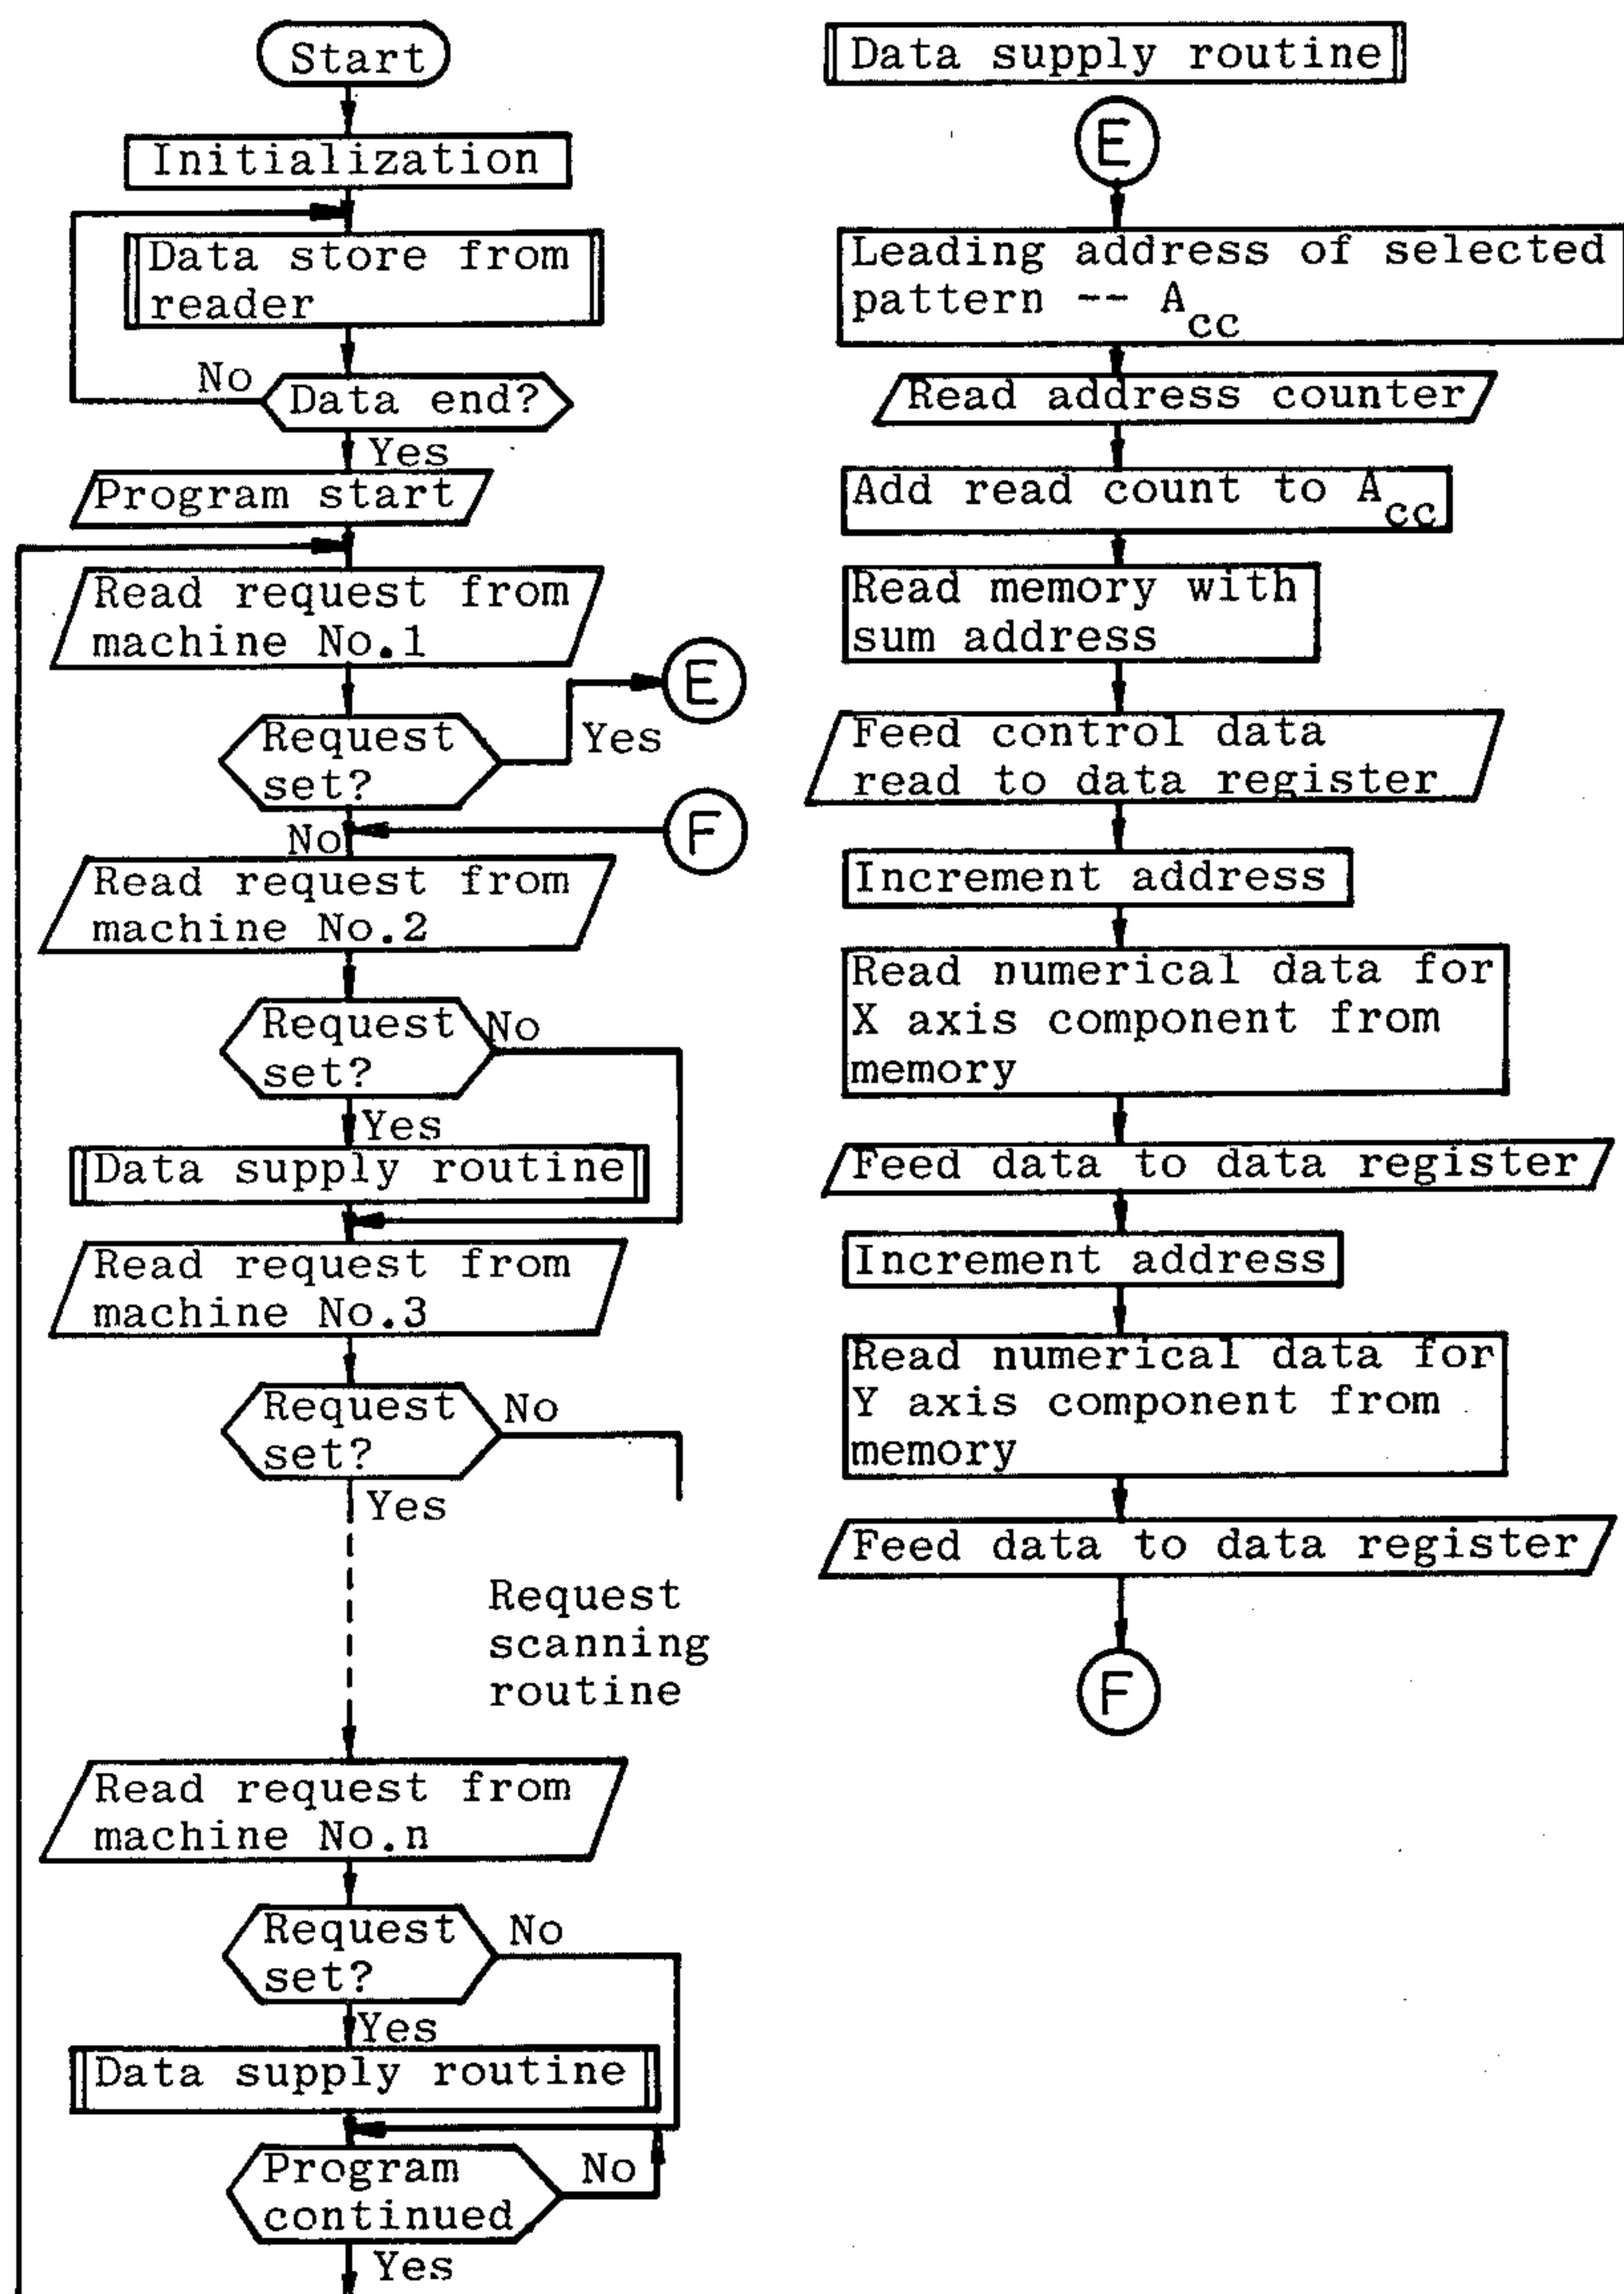 Start
Initialization
Data store from
reader
No
Data end?
Yes
Program start
Read request from
machine No.1
E
Request
set?
Yes
F
No
Read request from
machine No.2
Request
set?
No
Yes
Data supply routine
Read request from
machine No.3
Request
set?
No
Yes
Request
scanning
routine
Read request from
machine No.n
Request
set?
No
Yes
Data supply routine
Program
continued
No
Yes
Data supply routine
E
Leading address of selected
pattern -- Acc
Read address counter
Add read count to Acc
Read memory with
sum address
Feed control data
read to data register
Increment address
Read numerical data for
X axis component from
memory
Feed data to data register
Increment address
Read numerical data for
Y axis component from
memory
Feed data to data register
F